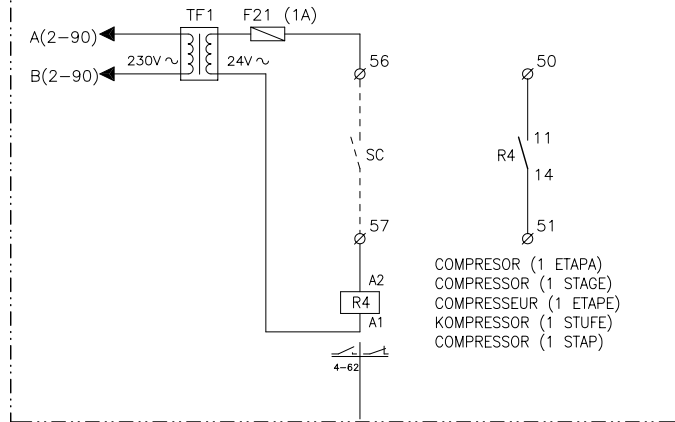 TF1
F21 (1A)
A(2-90)
230V ~
24V ~
B(2-90)
56
50
SC
R4
11
14
57
51
A2
R4
A1
4-62
COMPRESOR (1 ETAPA)
COMPRESSOR (1 STAGE)
COMPRESSEUR (1 ETAPE)
KOMPRESSOR (1 STUFE)
COMPRESSOR (1 STAP)